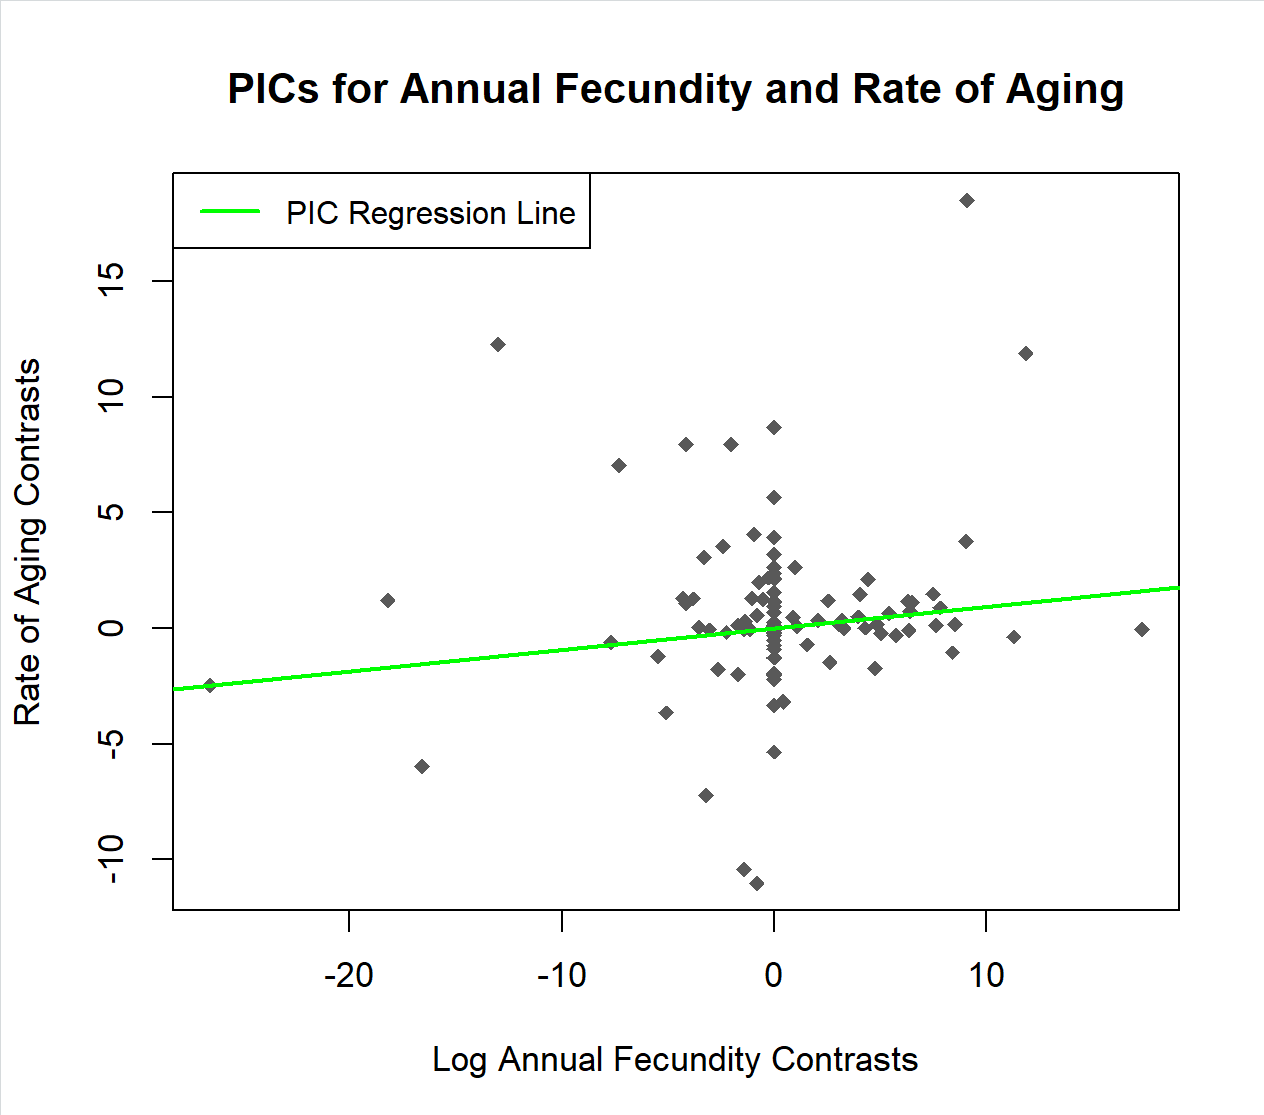 PICs for Annual Fecundity and Rate of Aging
PIC Regression Line
Rate of Aging Contrasts
15
10
5
0
-5
-10
-20
-10
0
10
Log Annual Fecundity Contrasts